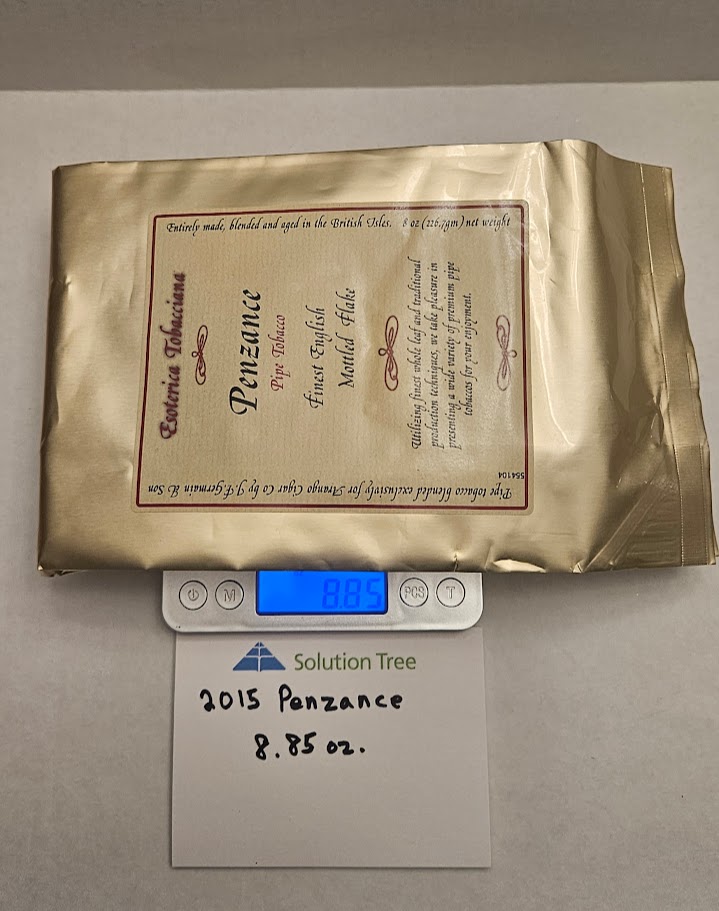 Entirely made, blended and aged in the British Isles. 8 oz (226.7gm) net weight
Esoterica Tobacciana
Penzance
Pipe Tobacco
Finest English
Mottled Flake
Utilizing finest whole leaf and traditional
production techniques, we take pleasure in
presenting a wide variety of premium pipe
tobaccos for your enjoyment.
554104
Pipe tobacco blended exclusively for Arango Cigar Co by J.F.Germain & Son
M
8.85
PCS
T
Solution Tree
2015 Penzance
8.85 oz.